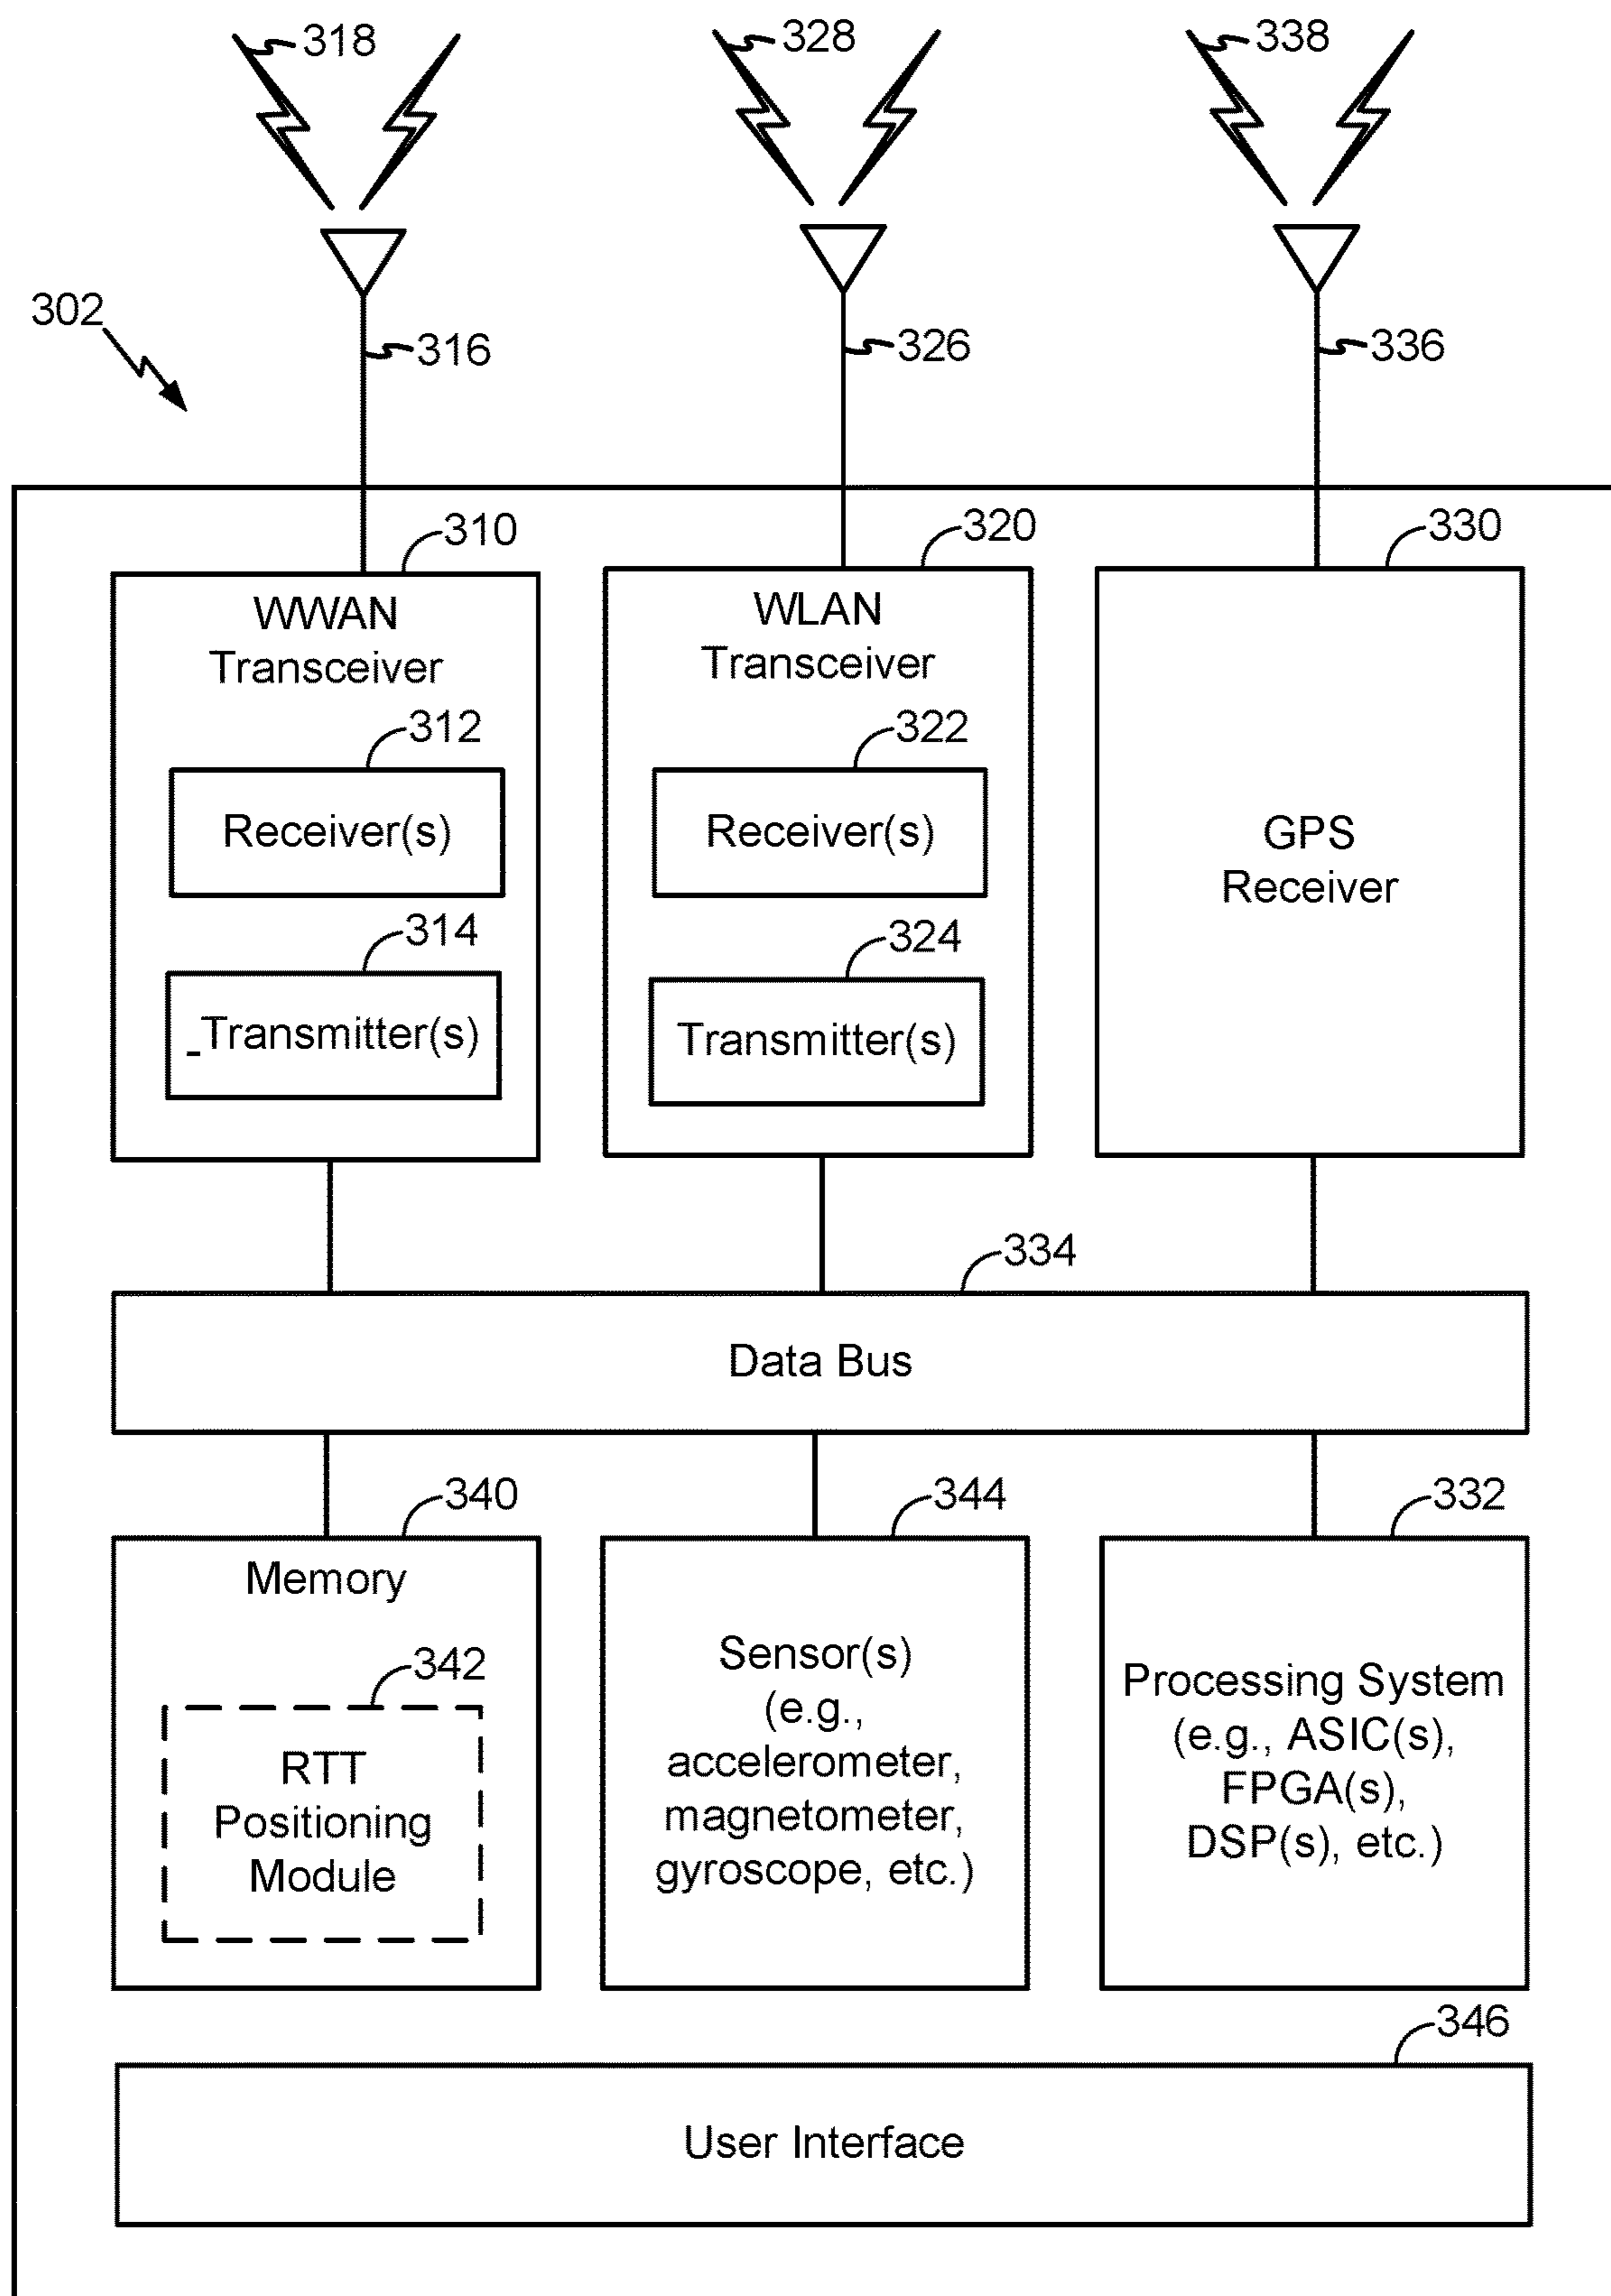 318
328
338
302
316
326
336
310
320
330
WWAN
Transceiver
WLAN
Transceiver
312
322
Receiver(s)
Receiver(s)
GPS
Receiver
314
324
_Transmitter(s)
Transmitter(s)
334
Data Bus
340
344
332
Memory
342
RTT
Positioning
Module
Sensor(s)
(e.g.,
accelerometer,
magnetometer,
gyroscope, etc.)
Processing System
(e.g., ASIC(s),
FPGA(s),
DSP(s), etc.)
346
User Interface